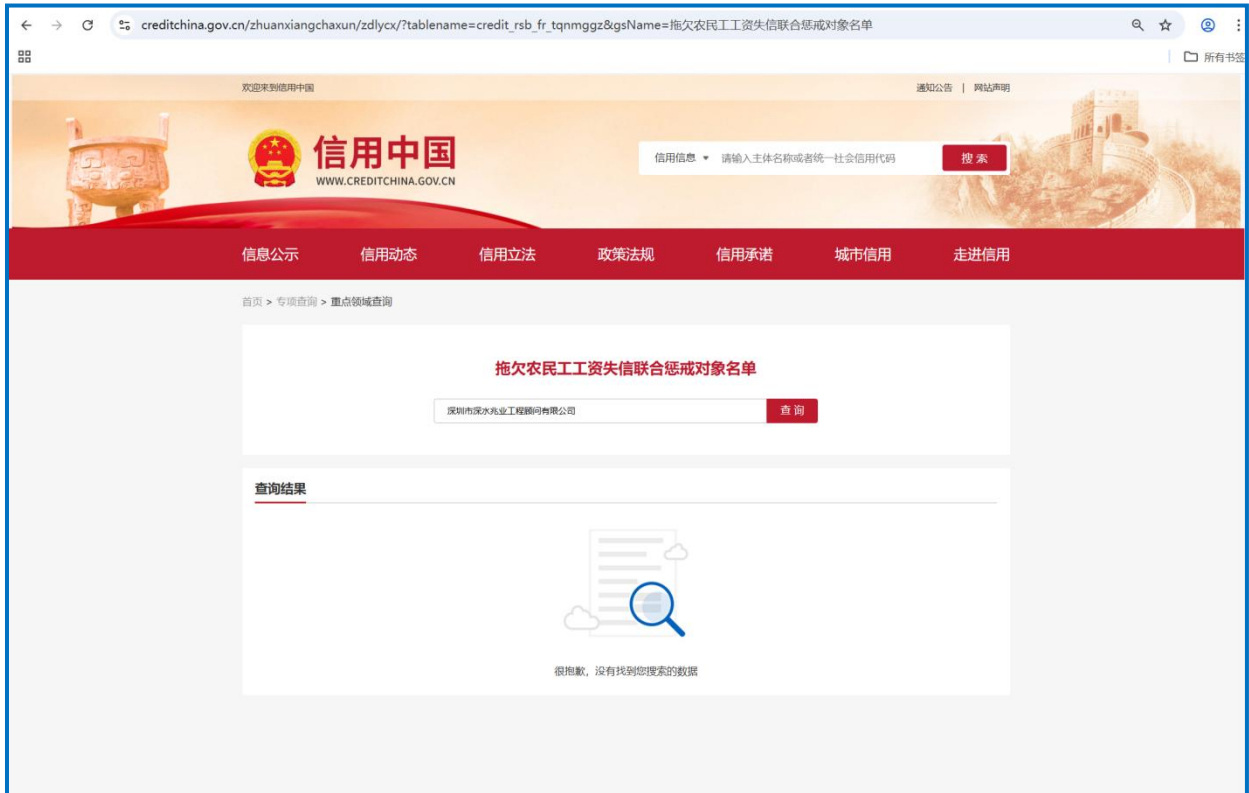 creditchina.gov.cn/zhuanxiangchaxun/zdlycx/?tablename=credit_rsb_fr_tqnmggz&gsName=拖欠农民工工资失信联合惩戒对象名单
所有书签
欢迎来到信用中国
通知公告 | 网站声明
信用中国
WWW.CREDITCHINA.GOV.CN
信用信息 请输入主体名称或者统一社会信用代码 搜索
信息公示 信用动态 信用立法 政策法规 信用承诺 城市信用 走进信用
首页 > 专项查询 > 重点领域查询
拖欠农民工工资失信联合惩戒对象名单
深圳市深水兆业工程顾问有限公司 查询
查询结果
很抱歉，没有找到您搜索的数据